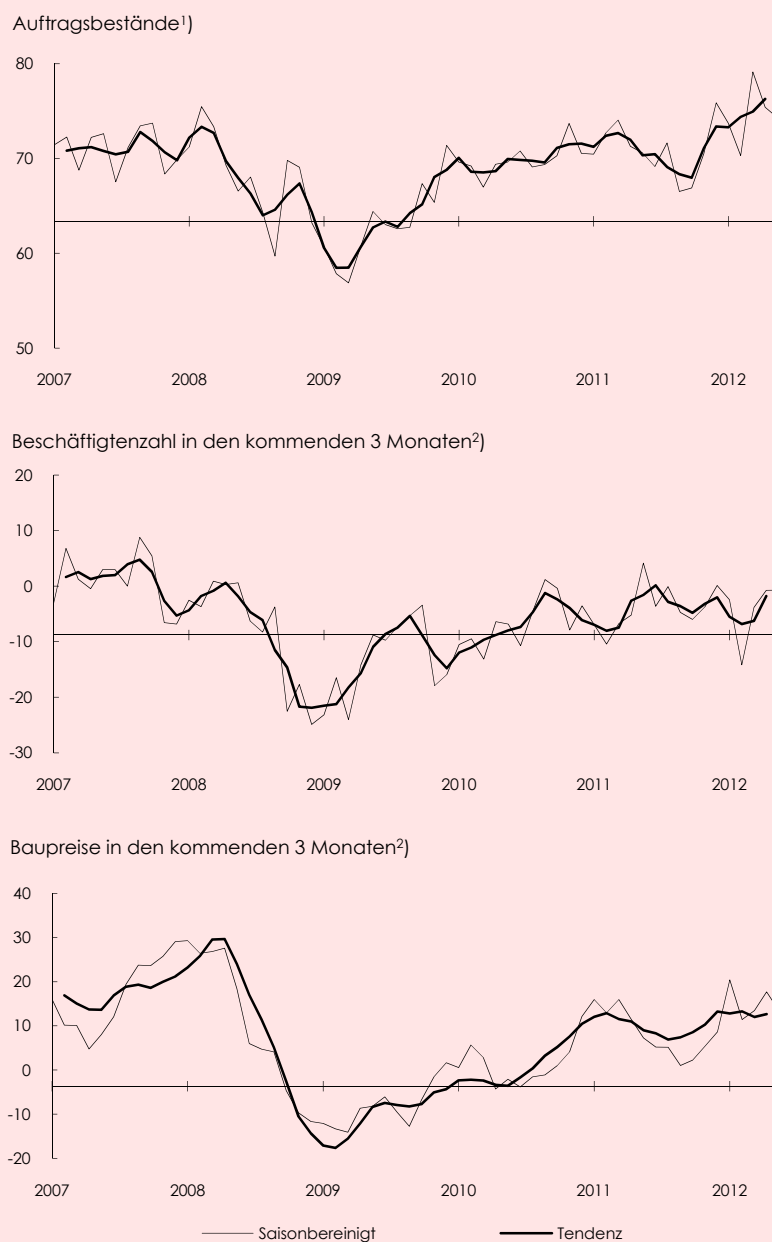 Auftragsbestände¹)
80
70
60
50
2007 2008 2009 2010 2011 2012
Beschäftigtenzahl in den kommenden 3 Monaten²)
20
10
0
-10
-20
-30
2007 2008 2009 2010 2011 2012
Baupreise in den kommenden 3 Monaten²)
40
30
20
10
0
-10
-20
2007 2008 2009 2010 2011 2012
Saisonbereinigt Tendenz